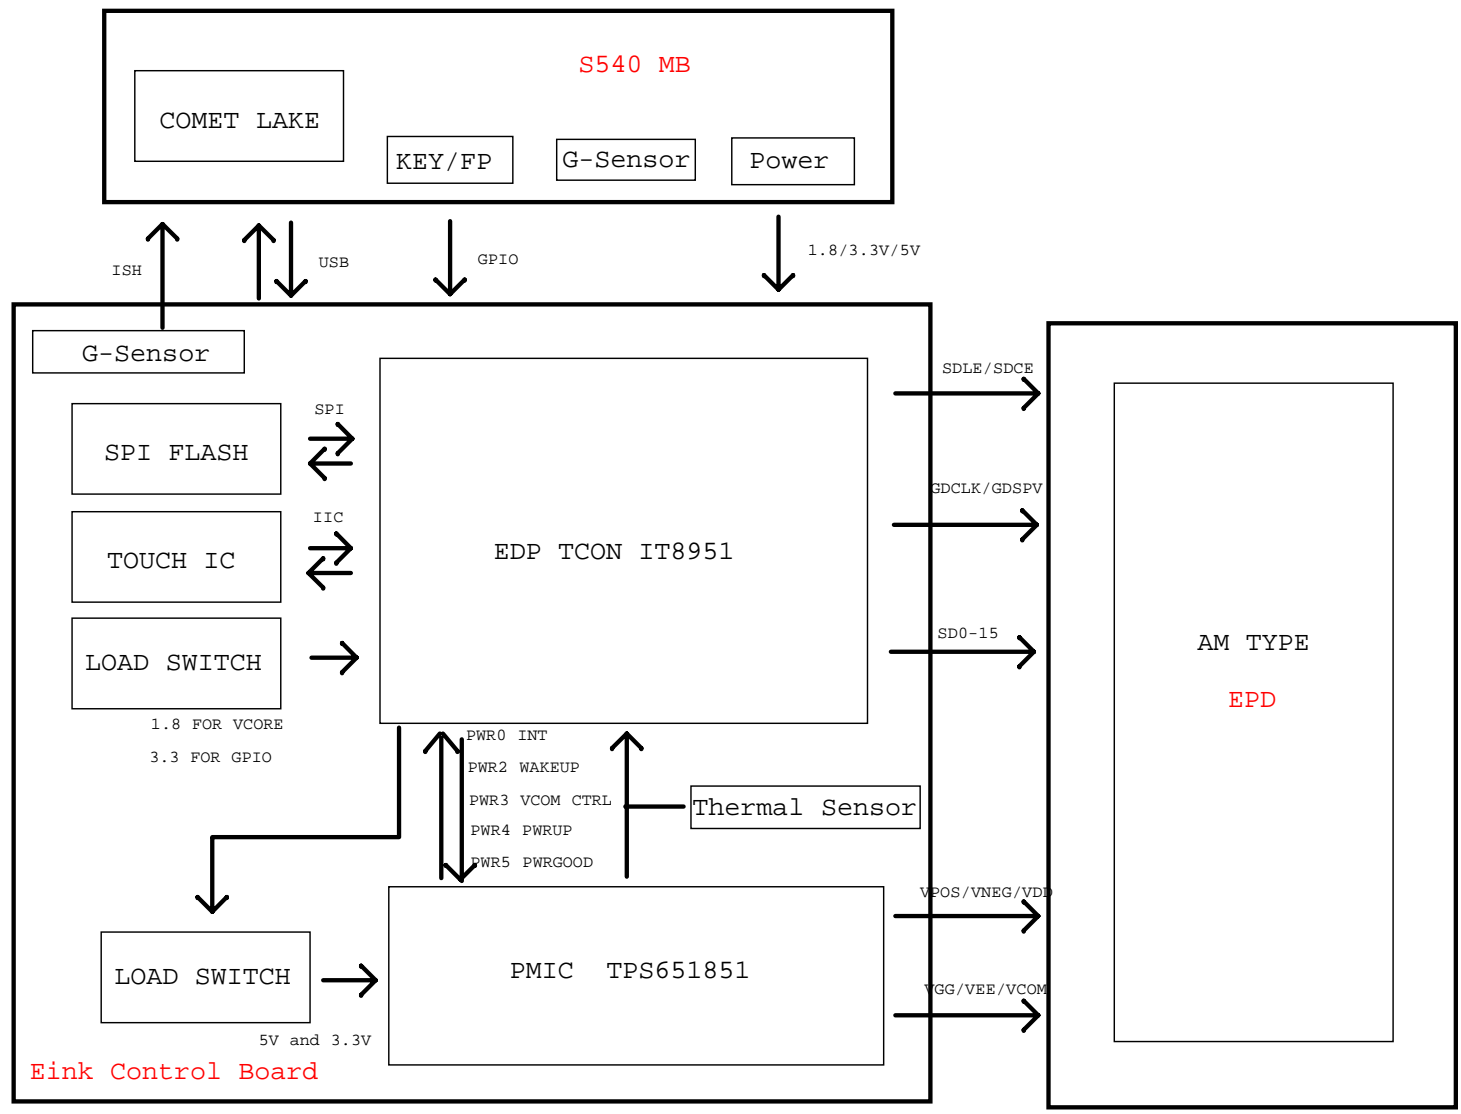 S540 MB
COMET LAKE
KEY/FP
G-Sensor
Power
ISH
USB
GPIO
1.8/3.3V/5V
G-Sensor
SPI FLASH
SPI
TOUCH IC
IIC
LOAD SWITCH
1.8 FOR VCORE
3.3 FOR GPIO
EDP TCON IT8951
SDLE/SDCE
GDCLK/GDSPV
SD0-15
AM TYPE
EPD
PWR0 INT
PWR2 WAKEUP
PWR3 VCOM CTRL
PWR4 PWRUP
PWR5 PWRGOOD
Thermal Sensor
LOAD SWITCH
5V and 3.3V
PMIC TPS651851
VPOS/VNEG/VDD
VGG/VEE/VCOM
Eink Control Board